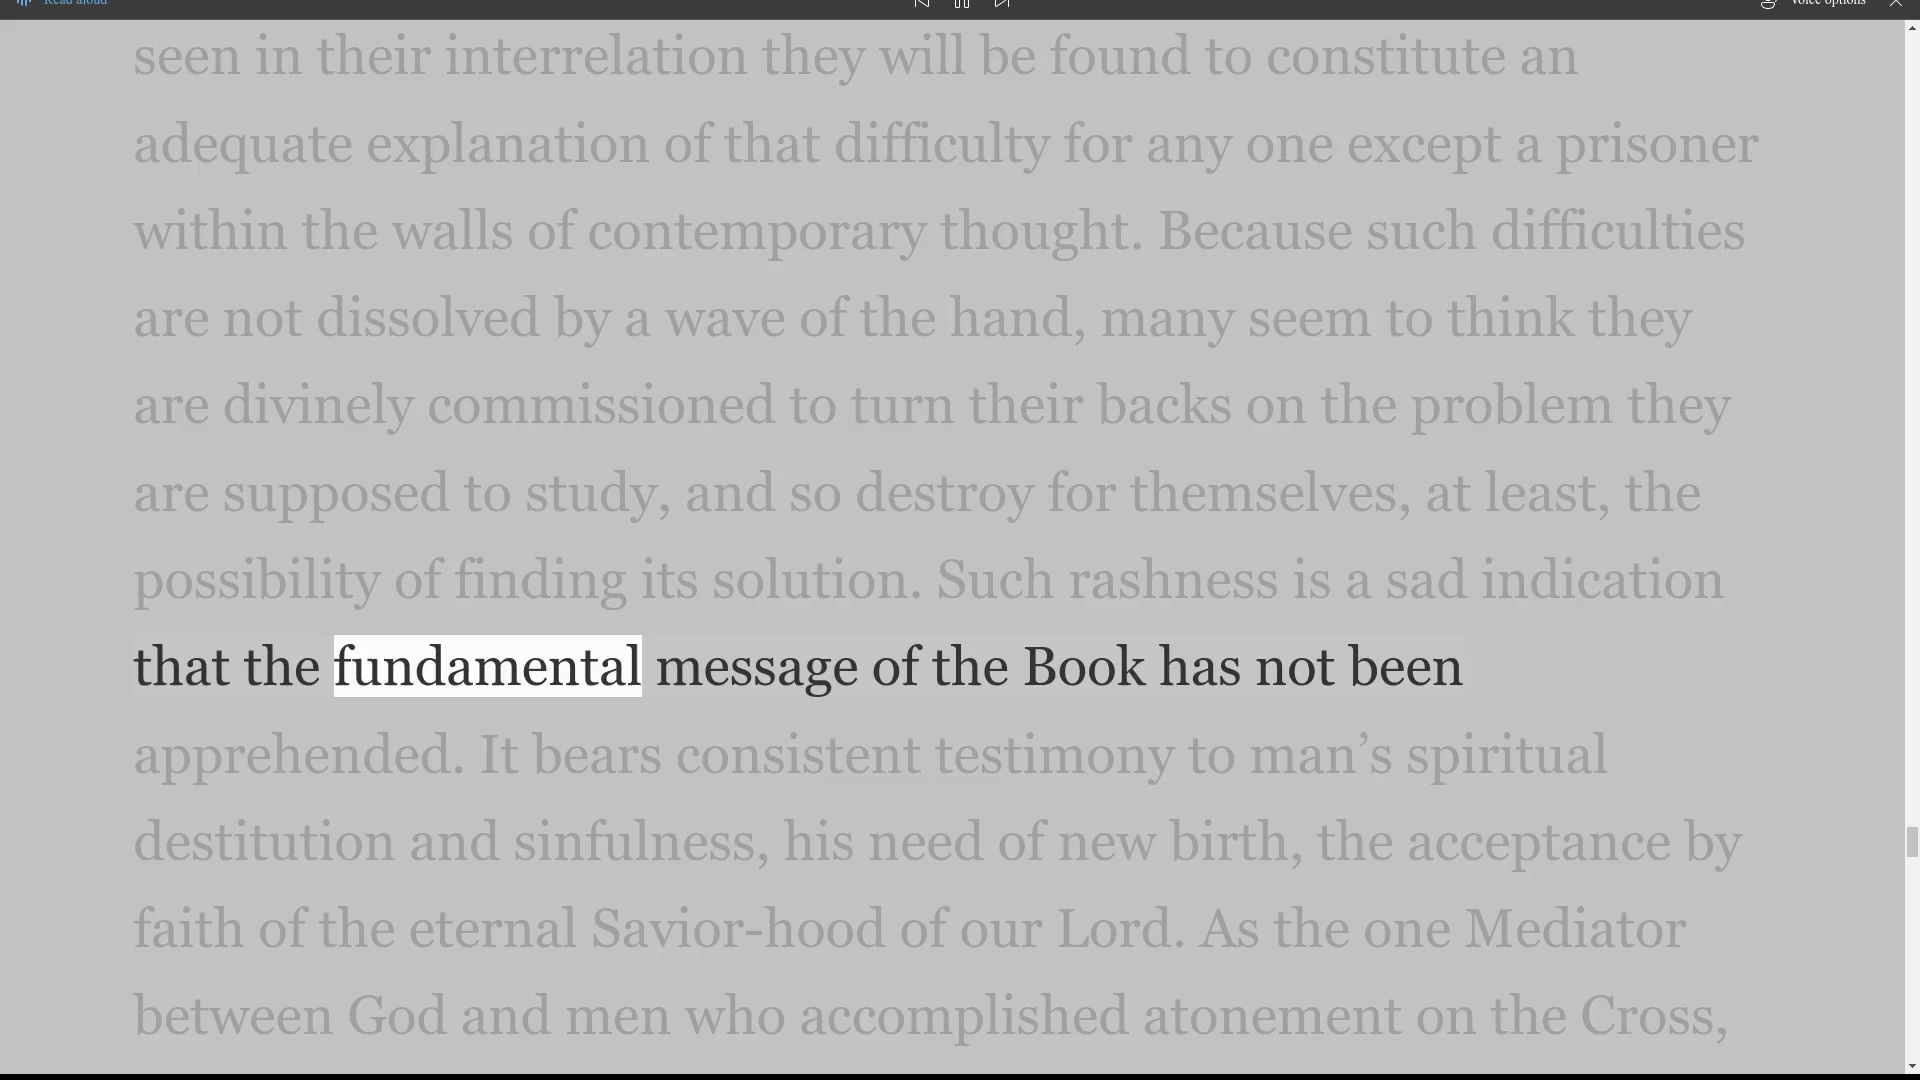 Read aloud
Voice options
seen in their interrelation they will be found to constitute an
adequate explanation of that difficulty for any one except a prisoner
within the walls of contemporary thought. Because such difficulties
are not dissolved by a wave of the hand, many seem to think they
are divinely commissioned to turn their backs on the problem they
are supposed to study, and so destroy for themselves, at least, the
possibility of finding its solution. Such rashness is a sad indication
that the fundamental message of the Book has not been
apprehended. It bears consistent testimony to man’s spiritual
destitution and sinfulness, his need of new birth, the acceptance by
faith of the eternal Savior-hood of our Lord. As the one Mediator
between God and men who accomplished atonement on the Cross,